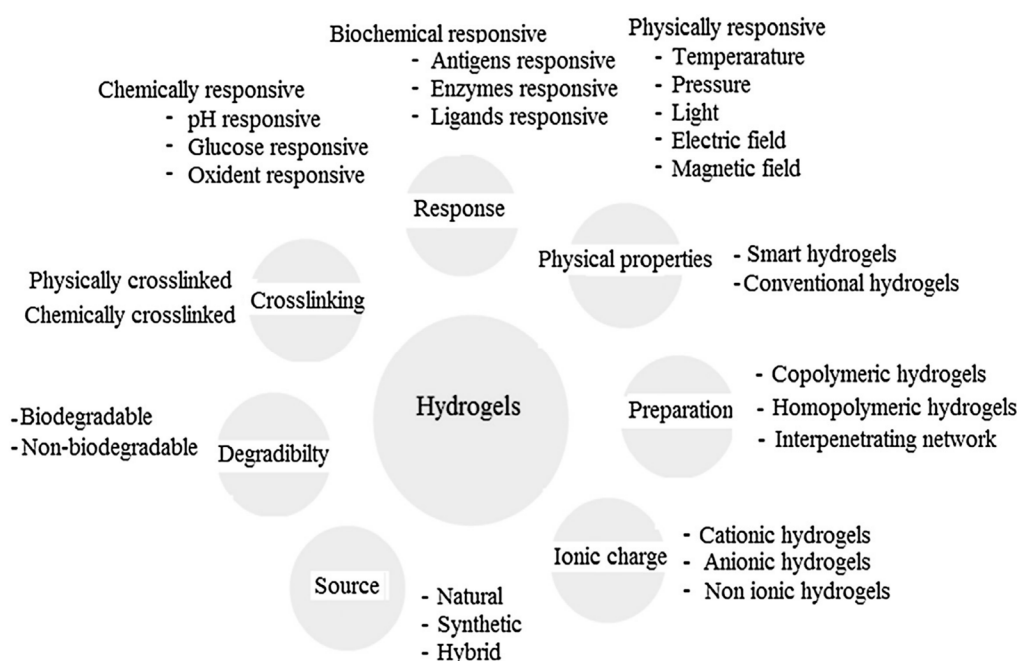 Biochemical responsive
- Antigens responsive
- Enzymes responsive
- Ligands responsive
Physically responsive
- Temperarature
- Pressure
- Light
- Electric field
- Magnetic field
Chemically responsive
- pH responsive
- Glucose responsive
- Oxident responsive
Response
Physical properties
- Smart hydrogels
-Conventional hydrogels
Physically crosslinked
Chemically crosslinked
Crosslinking
Hydrogels
Preparation
- Copolymeric hydrogels
- Homopolymeric hydrogels
- Interpenetrating network
-Biodegradable
-Non-biodegradable
Degradibilty
Ionic charge
- Cationic hydrogels
- Anionic hydrogels
- Non ionic hydrogels
Source
- Natural
- Synthetic
- Hybrid